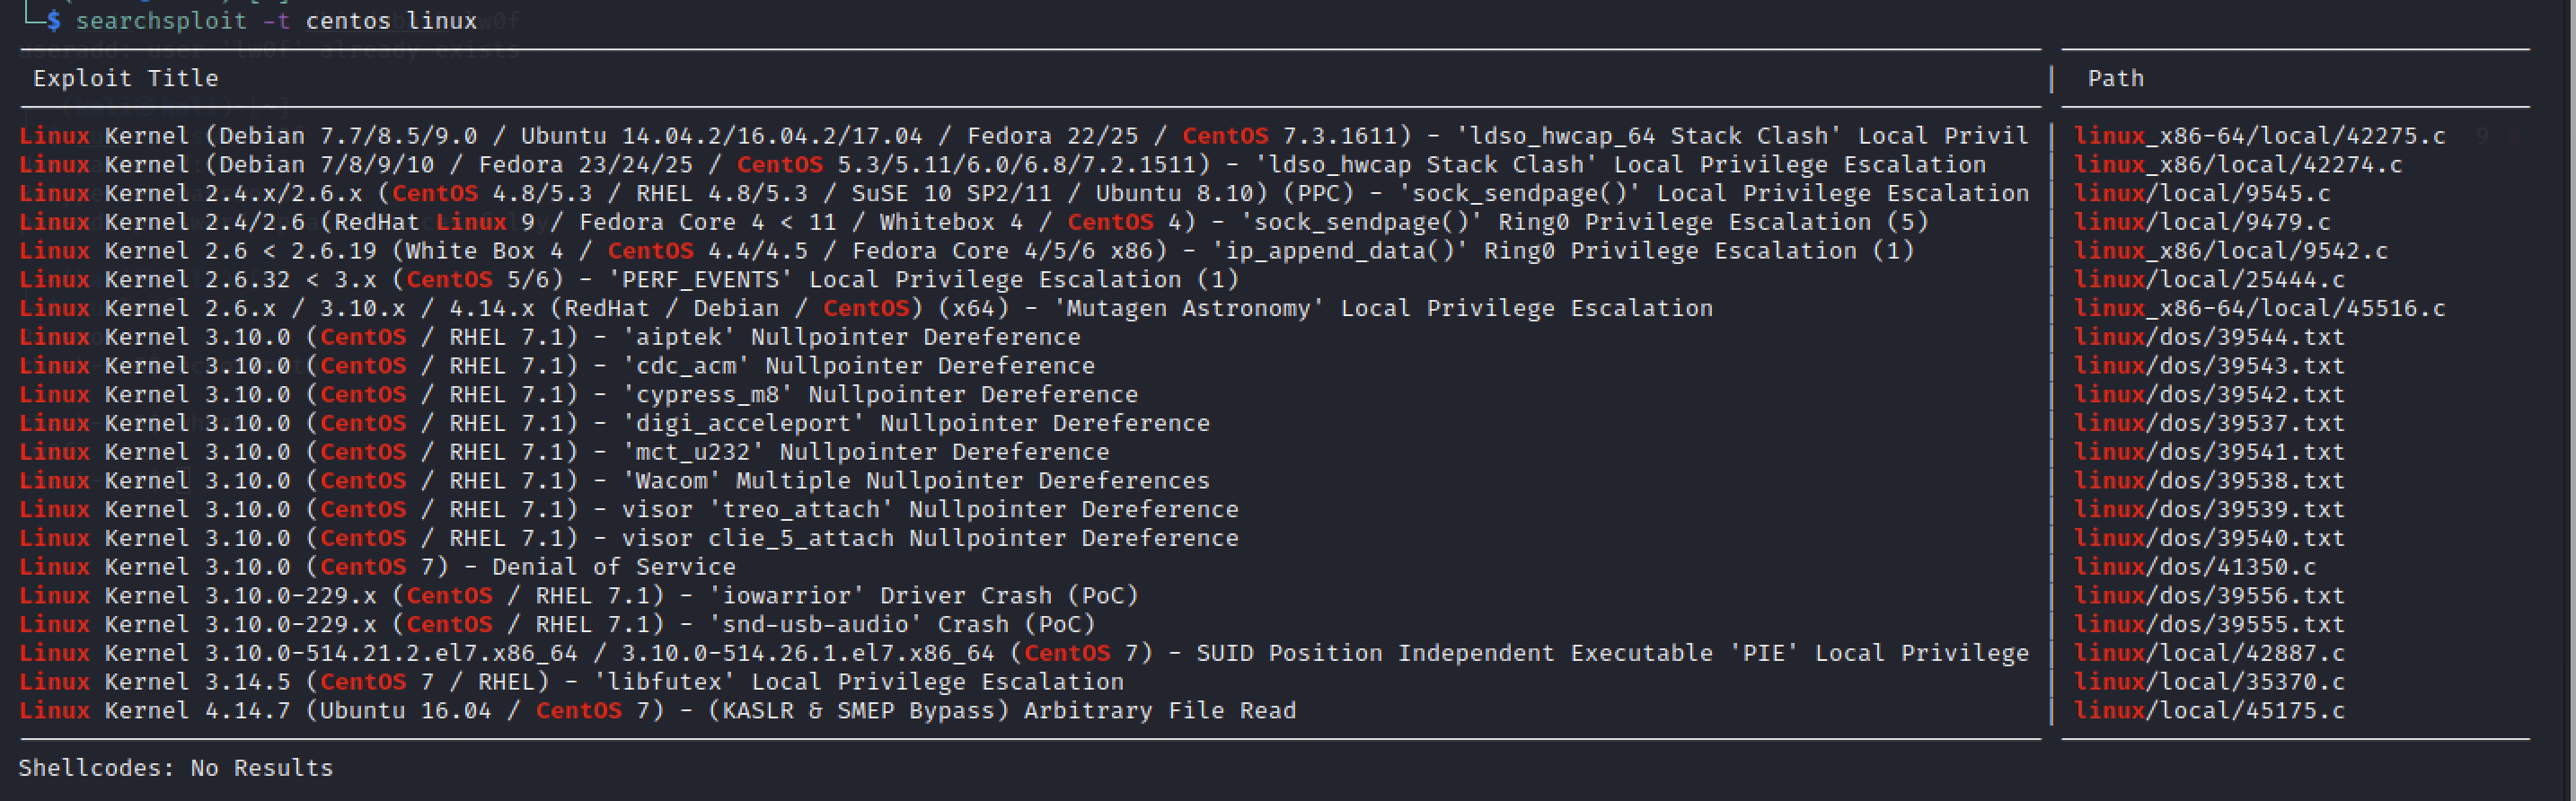 └─$ searchsploit -t centos linux
Exploit Title | Path
Linux Kernel (Debian 7.7/8.5/9.0 / Ubuntu 14.04.2/16.04.2/17.04 / Fedora 22/25 / CentOS 7.3.1611) - 'ldso_hwcap_64 Stack Clash' Local Privil | linux_x86-64/local/42275.c
Linux Kernel (Debian 7/8/9/10 / Fedora 23/24/25 / CentOS 5.3/5.11/6.0/6.8/7.2.1511) - 'ldso_hwcap Stack Clash' Local Privilege Escalation | linux_x86/local/42274.c
Linux Kernel 2.4.x/2.6.x (CentOS 4.8/5.3 / RHEL 4.8/5.3 / SuSE 10 SP2/11 / Ubuntu 8.10) (PPC) - 'sock_sendpage()' Local Privilege Escalation | linux/local/9545.c
Linux Kernel 2.4/2.6 (RedHat Linux 9 / Fedora Core 4 < 11 / Whitebox 4 / CentOS 4) - 'sock_sendpage()' Ring0 Privilege Escalation (5) | linux/local/9479.c
Linux Kernel 2.6 < 2.6.19 (White Box 4 / CentOS 4.4/4.5 / Fedora Core 4/5/6 x86) - 'ip_append_data()' Ring0 Privilege Escalation (1) | linux_x86/local/9542.c
Linux Kernel 2.6.32 < 3.x (CentOS 5/6) - 'PERF_EVENTS' Local Privilege Escalation (1) | linux/local/25444.c
Linux Kernel 2.6.x / 3.10.x / 4.14.x (RedHat / Debian / CentOS) (x64) - 'Mutagen Astronomy' Local Privilege Escalation | linux_x86-64/local/45516.c
Linux Kernel 3.10.0 (CentOS / RHEL 7.1) - 'aiptek' Nullpointer Dereference | linux/dos/39544.txt
Linux Kernel 3.10.0 (CentOS / RHEL 7.1) - 'cdc_acm' Nullpointer Dereference | linux/dos/39543.txt
Linux Kernel 3.10.0 (CentOS / RHEL 7.1) - 'cypress_m8' Nullpointer Dereference | linux/dos/39542.txt
Linux Kernel 3.10.0 (CentOS / RHEL 7.1) - 'digi_acceleport' Nullpointer Dereference | linux/dos/39537.txt
Linux Kernel 3.10.0 (CentOS / RHEL 7.1) - 'mct_u232' Nullpointer Dereference | linux/dos/39541.txt
Linux Kernel 3.10.0 (CentOS / RHEL 7.1) - 'Wacom' Multiple Nullpointer Dereferences | linux/dos/39538.txt
Linux Kernel 3.10.0 (CentOS / RHEL 7.1) - visor 'treo_attach' Nullpointer Dereference | linux/dos/39539.txt
Linux Kernel 3.10.0 (CentOS / RHEL 7.1) - visor clie_5_attach Nullpointer Dereference | linux/dos/39540.txt
Linux Kernel 3.10.0 (CentOS 7) - Denial of Service | linux/dos/41350.c
Linux Kernel 3.10.0-229.x (CentOS / RHEL 7.1) - 'iowarrior' Driver Crash (PoC) | linux/dos/39556.txt
Linux Kernel 3.10.0-229.x (CentOS / RHEL 7.1) - 'snd-usb-audio' Crash (PoC) | linux/dos/39555.txt
Linux Kernel 3.10.0-514.21.2.el7.x86_64 / 3.10.0-514.26.1.el7.x86_64 (CentOS 7) - SUID Position Independent Executable 'PIE' Local Privilege | linux/local/42887.c
Linux Kernel 3.14.5 (CentOS 7 / RHEL) - 'libfutex' Local Privilege Escalation | linux/local/35370.c
Linux Kernel 4.14.7 (Ubuntu 16.04 / CentOS 7) - (KASLR & SMEP Bypass) Arbitrary File Read | linux/local/45175.c
Shellcodes: No Results